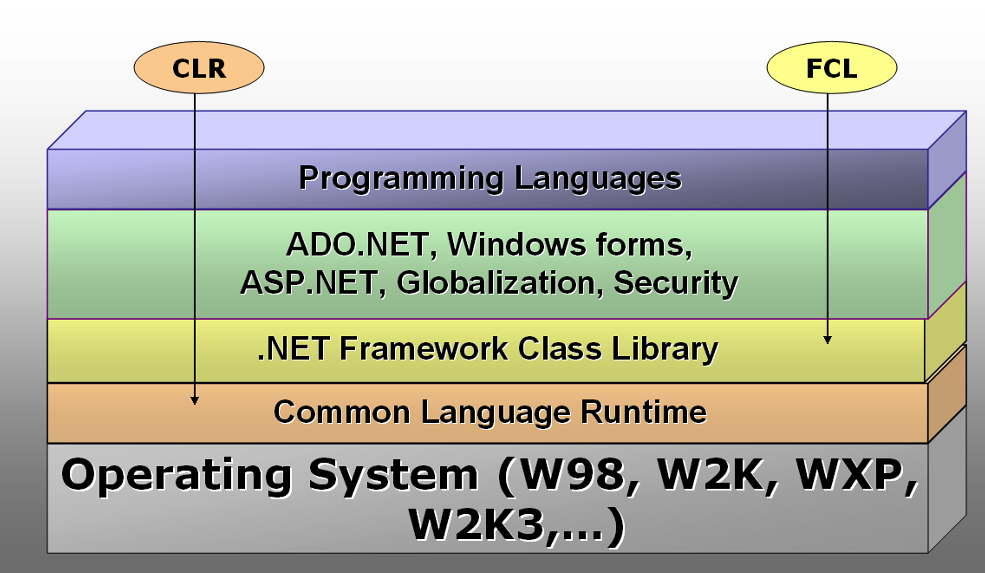 CLR
FCL
Programming Languages
ADO.NET, Windows forms,
ASP.NET, Globalization, Security
.NET Framework Class Library
Common Language Runtime
Operating System (W98, W2K, WXP,
W2K3,...)